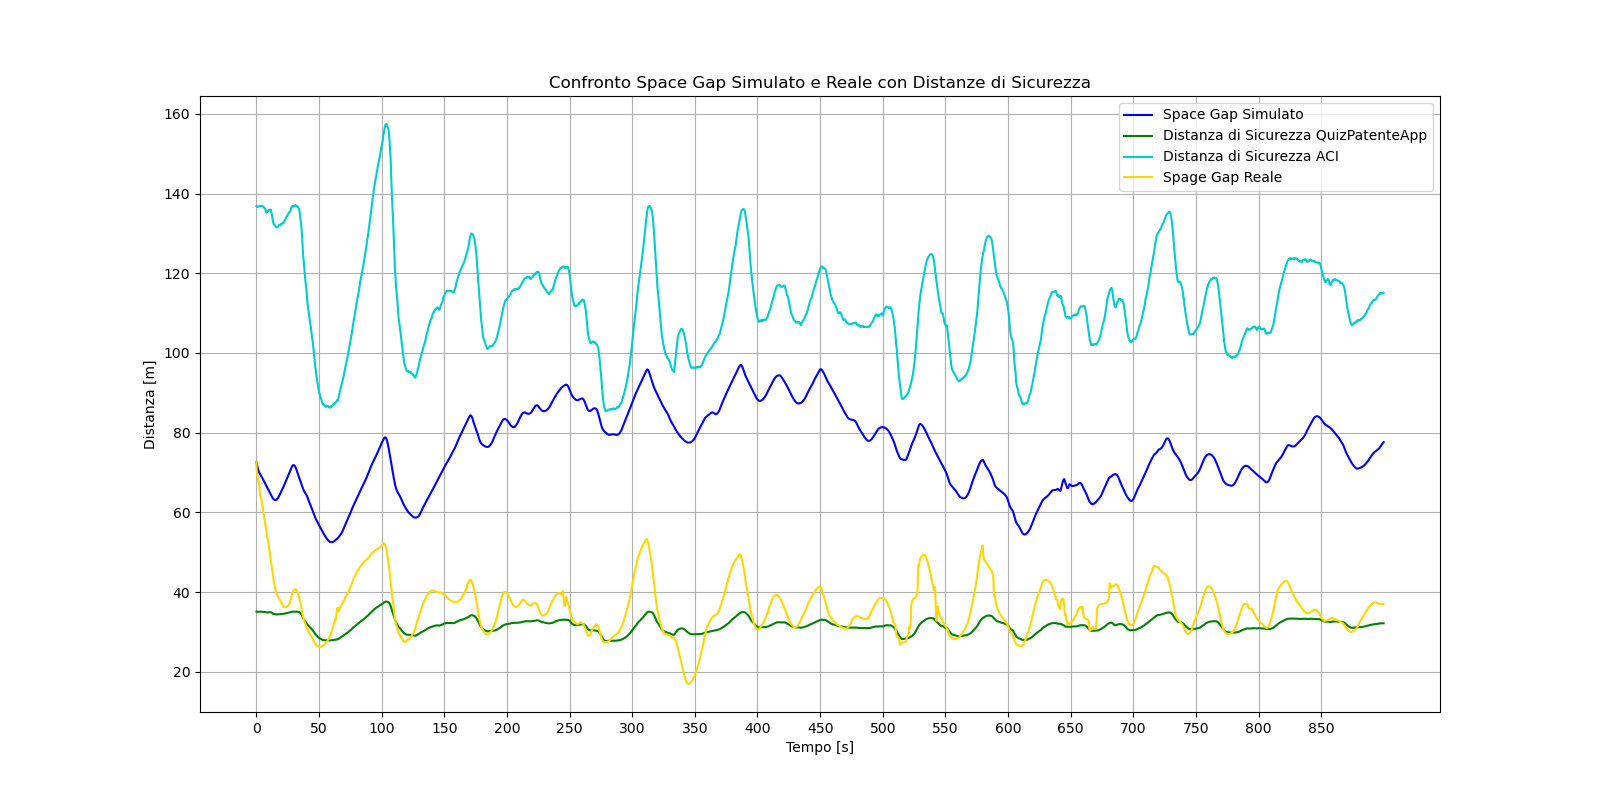 Confronto Space Gap Simulato e Reale con Distanze di Sicurezza
Space Gap Simulato
Distanza di Sicurezza QuizPatenteApp
Distanza di Sicurezza ACI
Spage Gap Reale
Distanza [m]
160
140
120
100
80
60
40
20
0 50 100 150 200 250 300 350 400 450 500 550 600 650 700 750 800 850
Tempo [s]